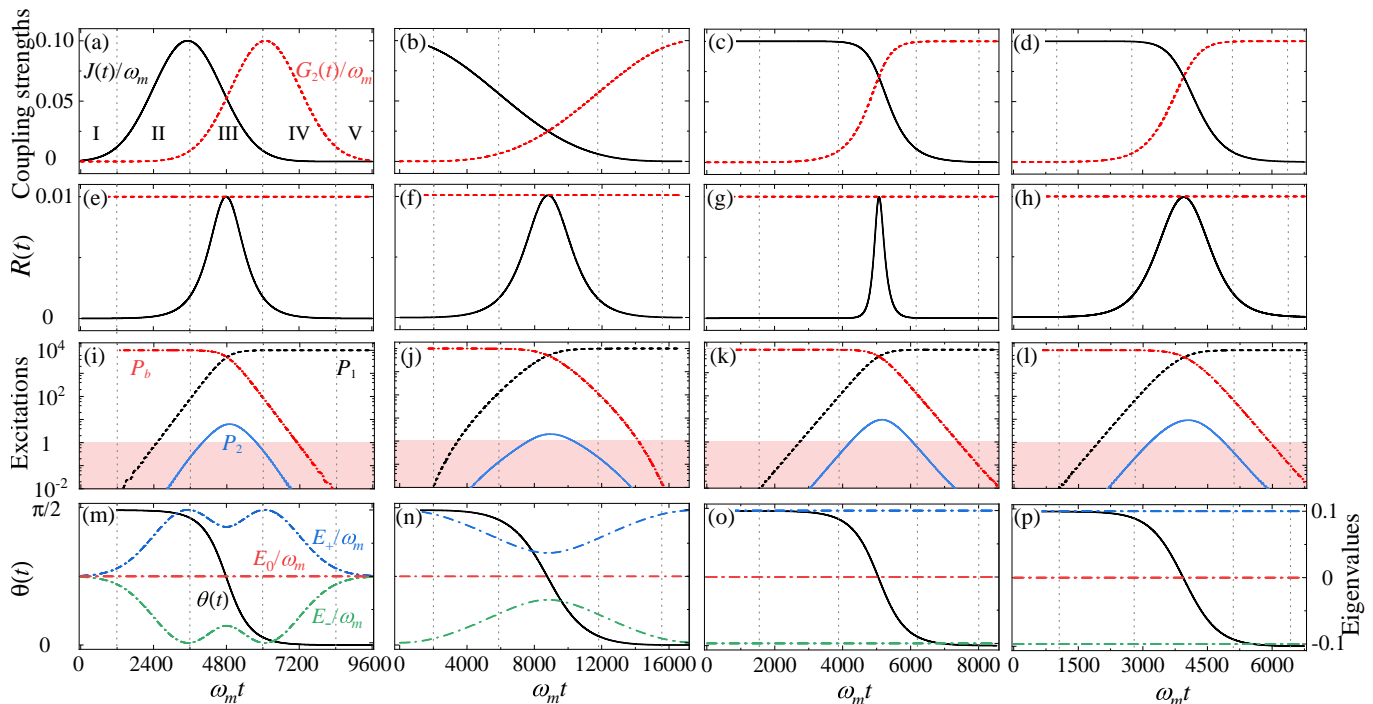 Coupling strengths
0.10
0.05
0
(a)
J(t)/ω_m
G_2(t)/ω_m
I
II
III
IV
V
(b)
(c)
(d)
R(t)
0.01
0
(e)
(f)
(g)
(h)
Excitations
10^4
10^2
1
10^-2
(i)
P_b
P_1
P_2
(j)
(k)
(l)
θ(t)
π/2
0
(m)
E_+/ω_m
E_0/ω_m
θ(t)
E_-/ω_m
(n)
(o)
(p)
0.1
0
-0.1
Eigenvalues
0 2400 4800 7200 9600
0 4000 8000 12000 16000
0 2000 4000 6000 8000
0 1500 3000 4500 6000
ω_m t
ω_m t
ω_m t
ω_m t